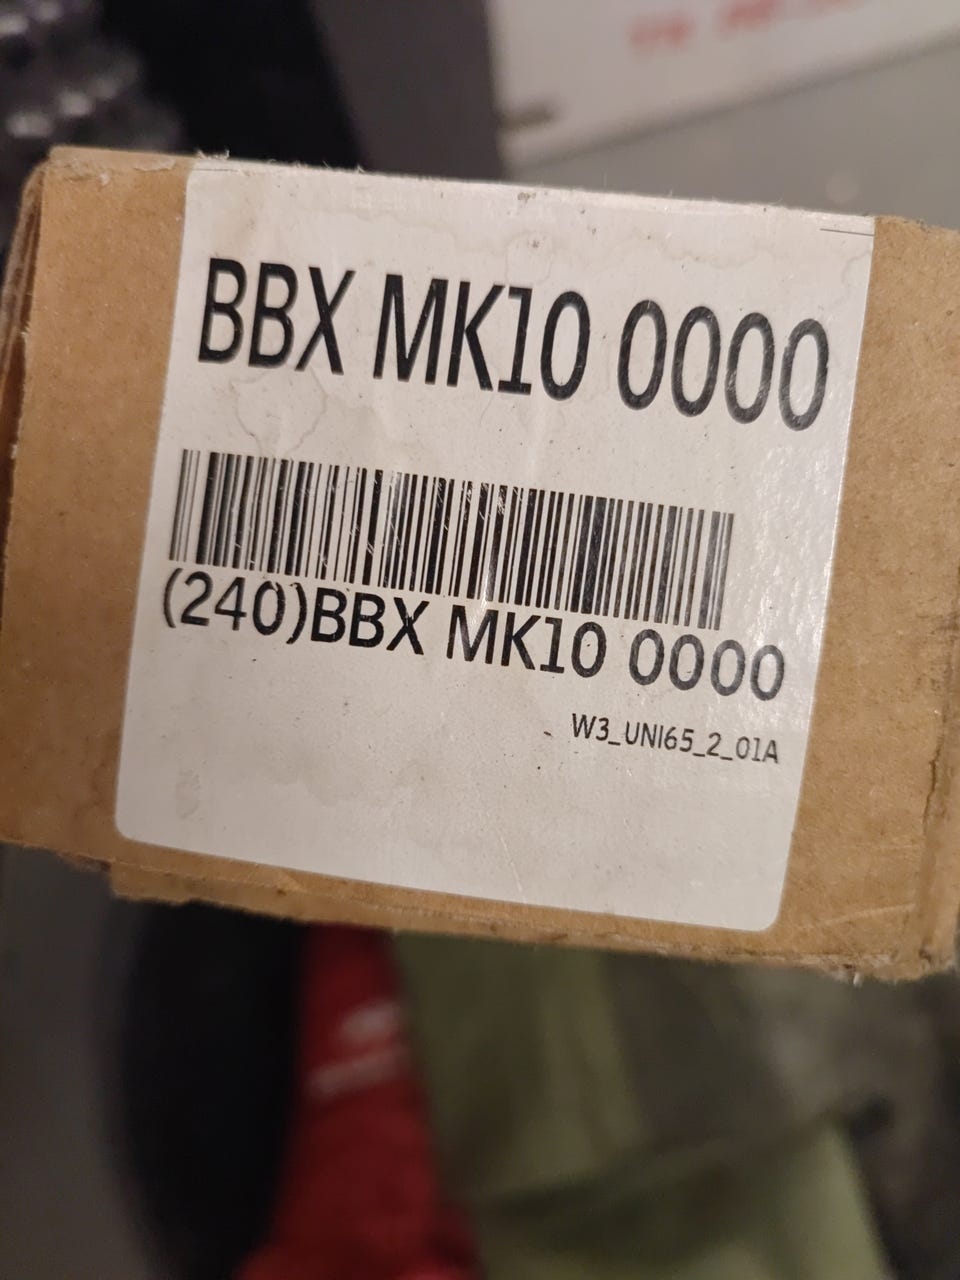 BBX MK10 0000
(240)BBX MK10 0000
W3_UNI65_2_01A